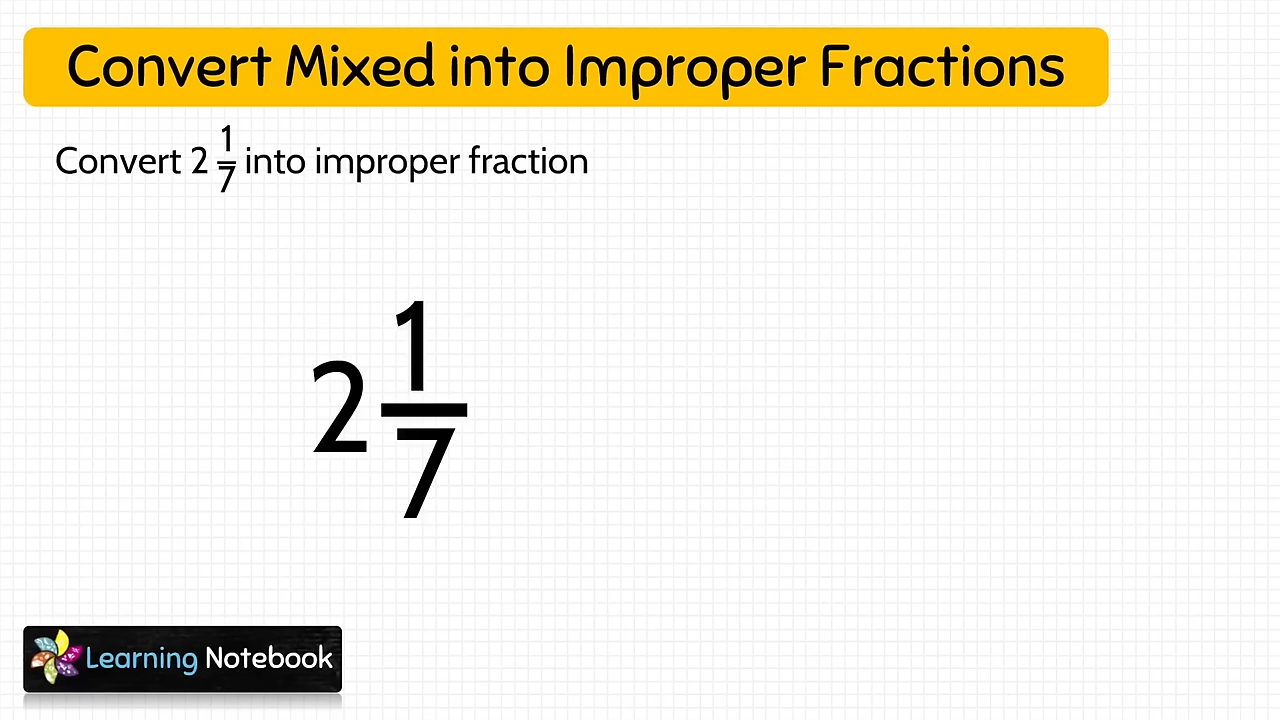 Convert Mixed into Improper Fractions
Convert 2 1/7 into improper fraction
2 1/7
Learning Notebook